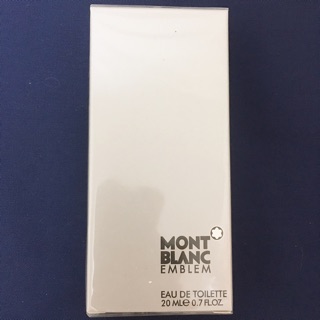 MONT
BLANC
EMBLEM
EAU DE TOILETTE
20 ML℮ 0.7 FL.OZ.